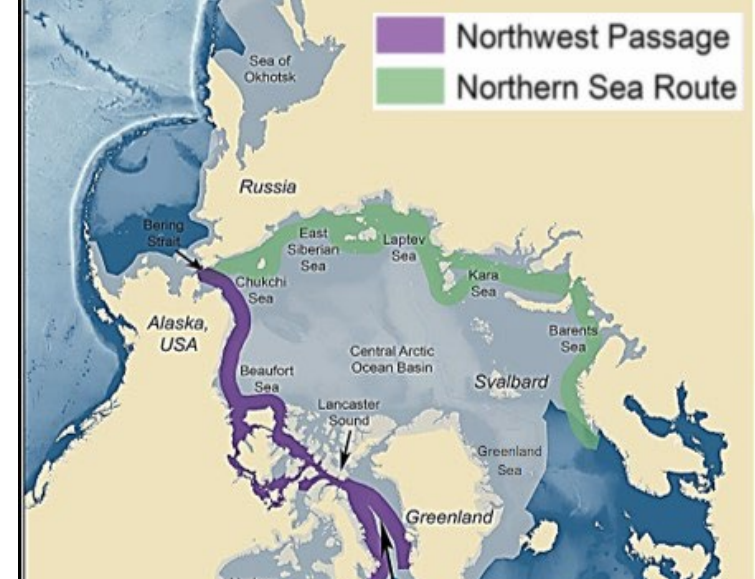 Northwest Passage
Northern Sea Route
Sea of
Okhotsk
Russia
Bering
Strait
East
Siberian
Sea
Laptev
Sea
Chukchi
Sea
Kara
Sea
Alaska,
USA
Barents
Sea
Central Arctic
Ocean Basin
Beaufort
Sea
Svalbard
Lancaster
Sound
Greenland
Sea
Greenland